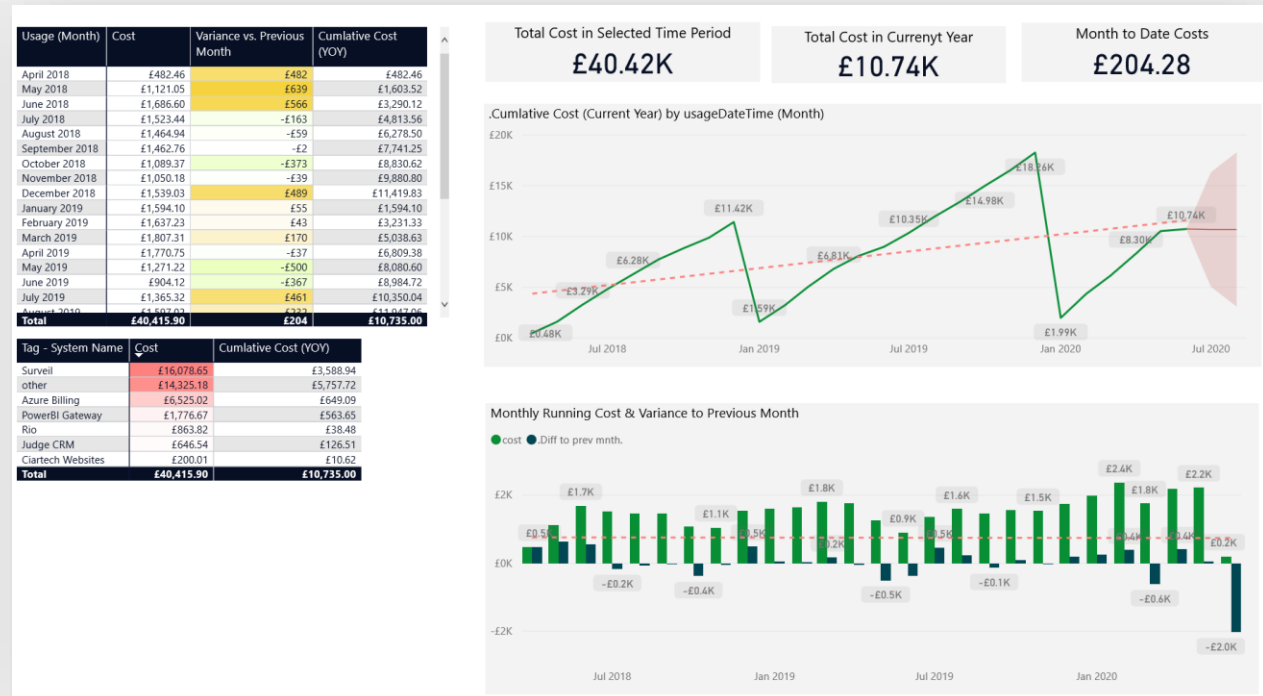 Usage (Month) Cost Variance vs. Previous Month Cumlative Cost (YOY)
April 2018 £482.46 £482 £482.46
May 2018 £1,121.05 £639 £1,603.52
June 2018 £1,686.60 £566 £3,290.12
July 2018 £1,523.44 -£163 £4,813.56
August 2018 £1,464.94 -£59 £6,278.50
September 2018 £1,462.76 -£2 £7,741.25
October 2018 £1,089.37 -£373 £8,830.62
November 2018 £1,050.18 -£39 £9,880.80
December 2018 £1,539.03 £489 £11,419.83
January 2019 £1,594.10 £55 £1,594.10
February 2019 £1,637.23 £43 £3,231.33
March 2019 £1,807.31 £170 £5,038.63
April 2019 £1,770.75 -£37 £6,809.38
May 2019 £1,271.22 -£500 £8,080.60
June 2019 £904.12 -£367 £8,984.72
July 2019 £1,365.32 £461 £10,350.04
Total £40,415.90 £204 £10,735.00
Tag - System Name Cost Cumlative Cost (YOY)
Surveil £16,078.65 £3,588.94
other £14,325.18 £5,757.72
Azure Billing £6,525.02 £649.09
PowerBI Gateway £1,776.67 £563.65
Rio £863.82 £38.48
Judge CRM £646.54 £126.51
Ciartech Websites £200.01 £10.62
Total £40,415.90 £10,735.00
Total Cost in Selected Time Period
£40.42K
Total Cost in Currenyt Year
£10.74K
Month to Date Costs
£204.28
.Cumlative Cost (Current Year) by usageDateTime (Month)
£20K
£18.26K
£15K
£14.98K
£11.42K
£10.74K
£10.35K
£10K
£8.30K
£6.81K
£6.28K
£5K
£3.29K
£1.59K
£1.99K
£0K
£0.48K
Jul 2018 Jan 2019 Jul 2019 Jan 2020 Jul 2020
Monthly Running Cost & Variance to Previous Month
cost .Diff to prev mnth.
£2.4K
£2.2K
£2K £1.7K £1.8K £1.6K £1.5K £1.8K
£1.1K
£0.5K £0.5K £0.2K £0.9K £0.5K £0.4K £0.4K £0.2K
£0K
-£0.2K -£0.4K -£0.5K -£0.1K -£0.6K
-£2K
-£2.0K
Jul 2018 Jan 2019 Jul 2019 Jan 2020